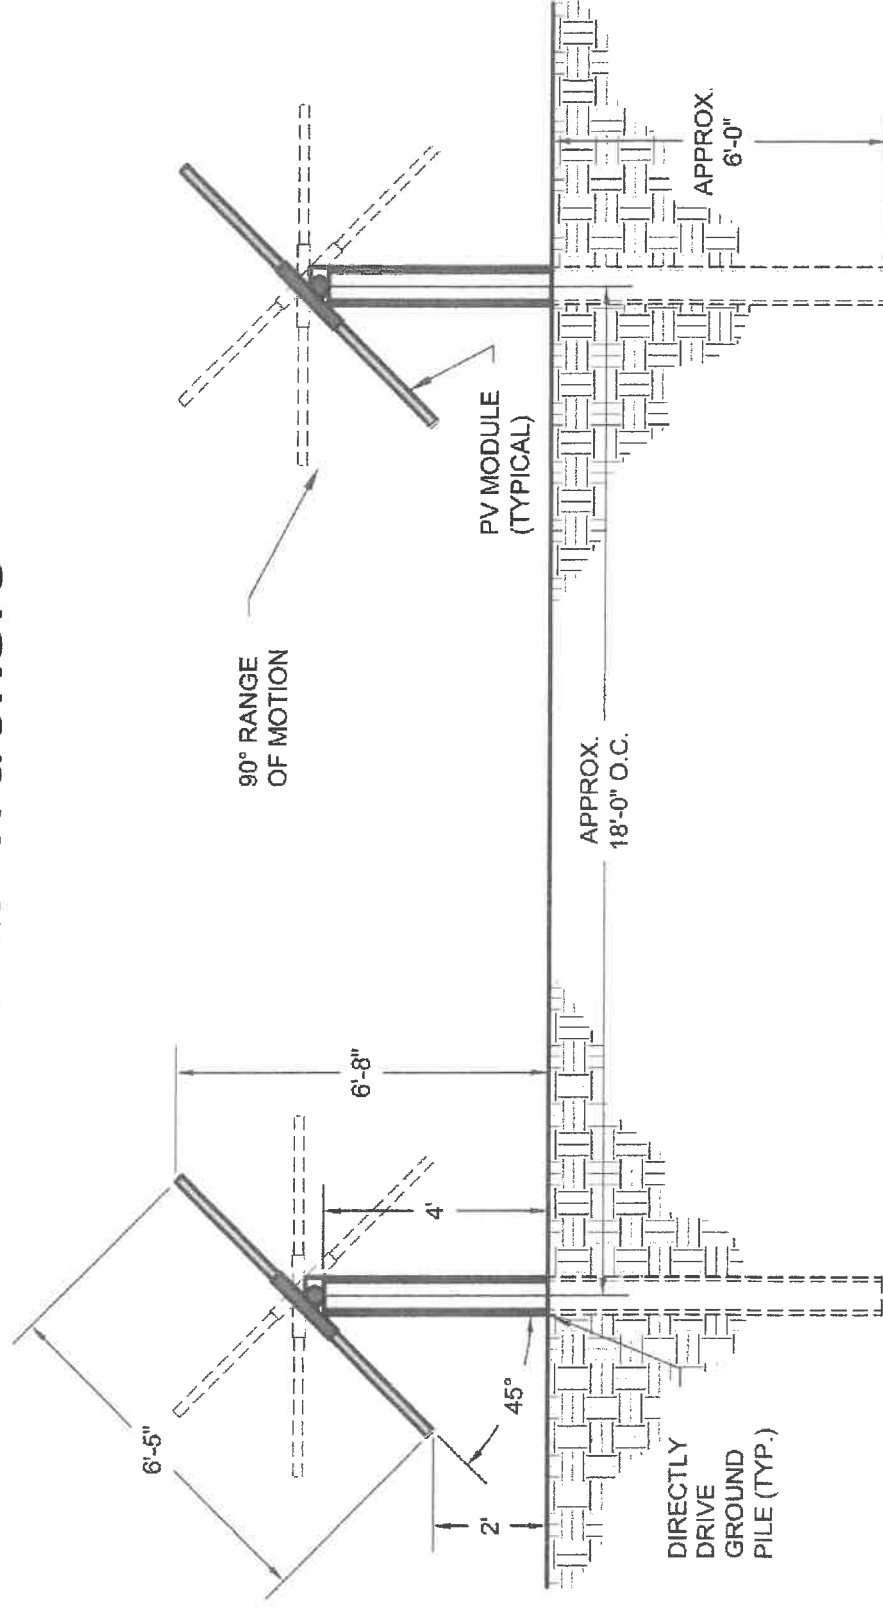 6'-5"
6'-8"
4'
2'
45°
DIRECTLY
DRIVE
GROUND
PILE (TYP.)
90° RANGE
OF MOTION
APPROX.
18'-0" O.C.
PV MODULE
(TYPICAL)
APPROX.
6'-0"